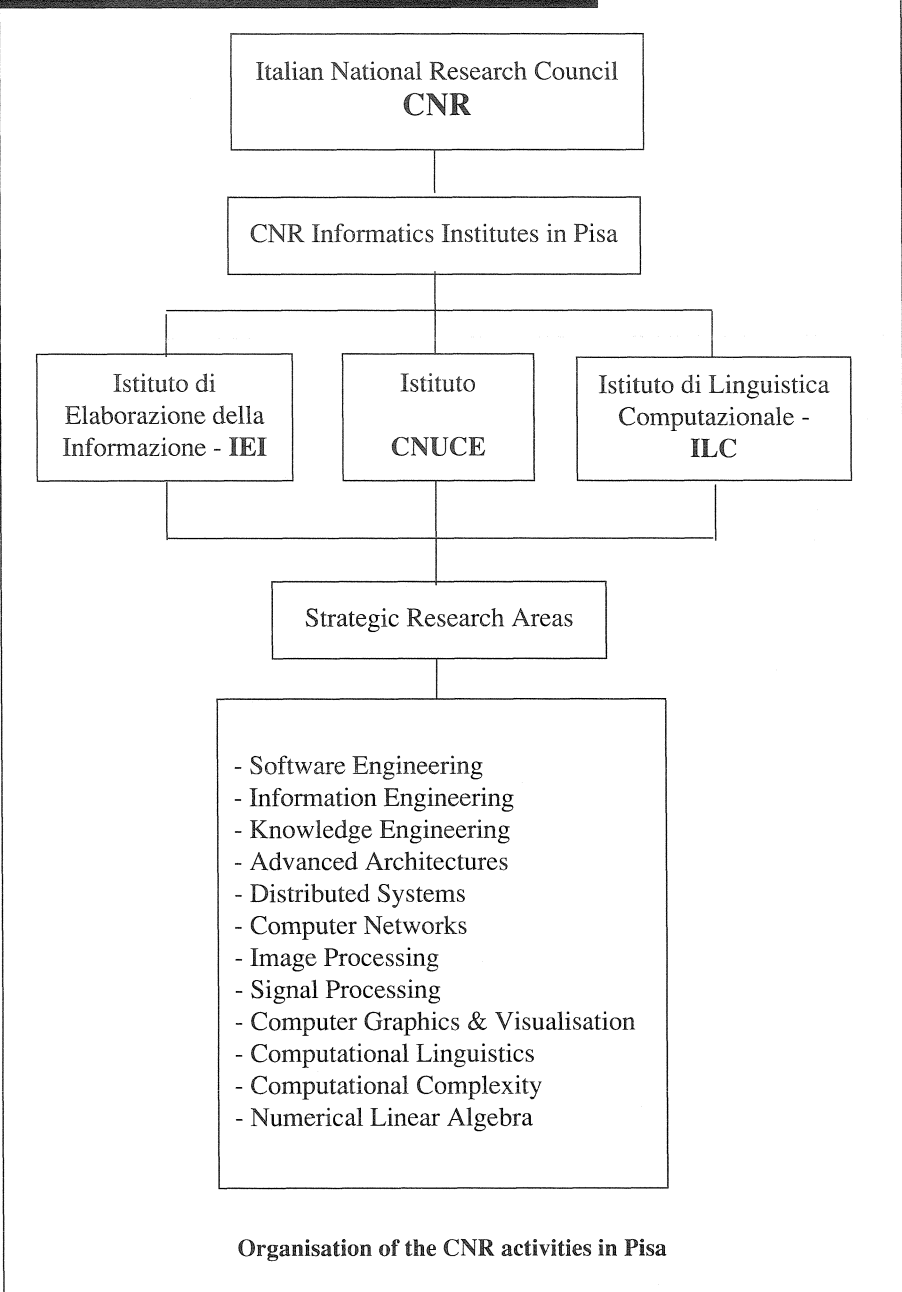 Italian National Research Council
CNR
CNR Informatics Institutes in Pisa
Istituto di
Elaborazione della
Informazione - IEI
Istituto
CNUCE
Istituto di Linguistica
Computazionale -
ILC
Strategic Research Areas
- Software Engineering
- Information Engineering
- Knowledge Engineering
- Advanced Architectures
- Distributed Systems
- Computer Networks
- Image Processing
- Signal Processing
- Computer Graphics & Visualisation
- Computational Linguistics
- Computational Complexity
- Numerical Linear Algebra
Organisation of the CNR activities in Pisa